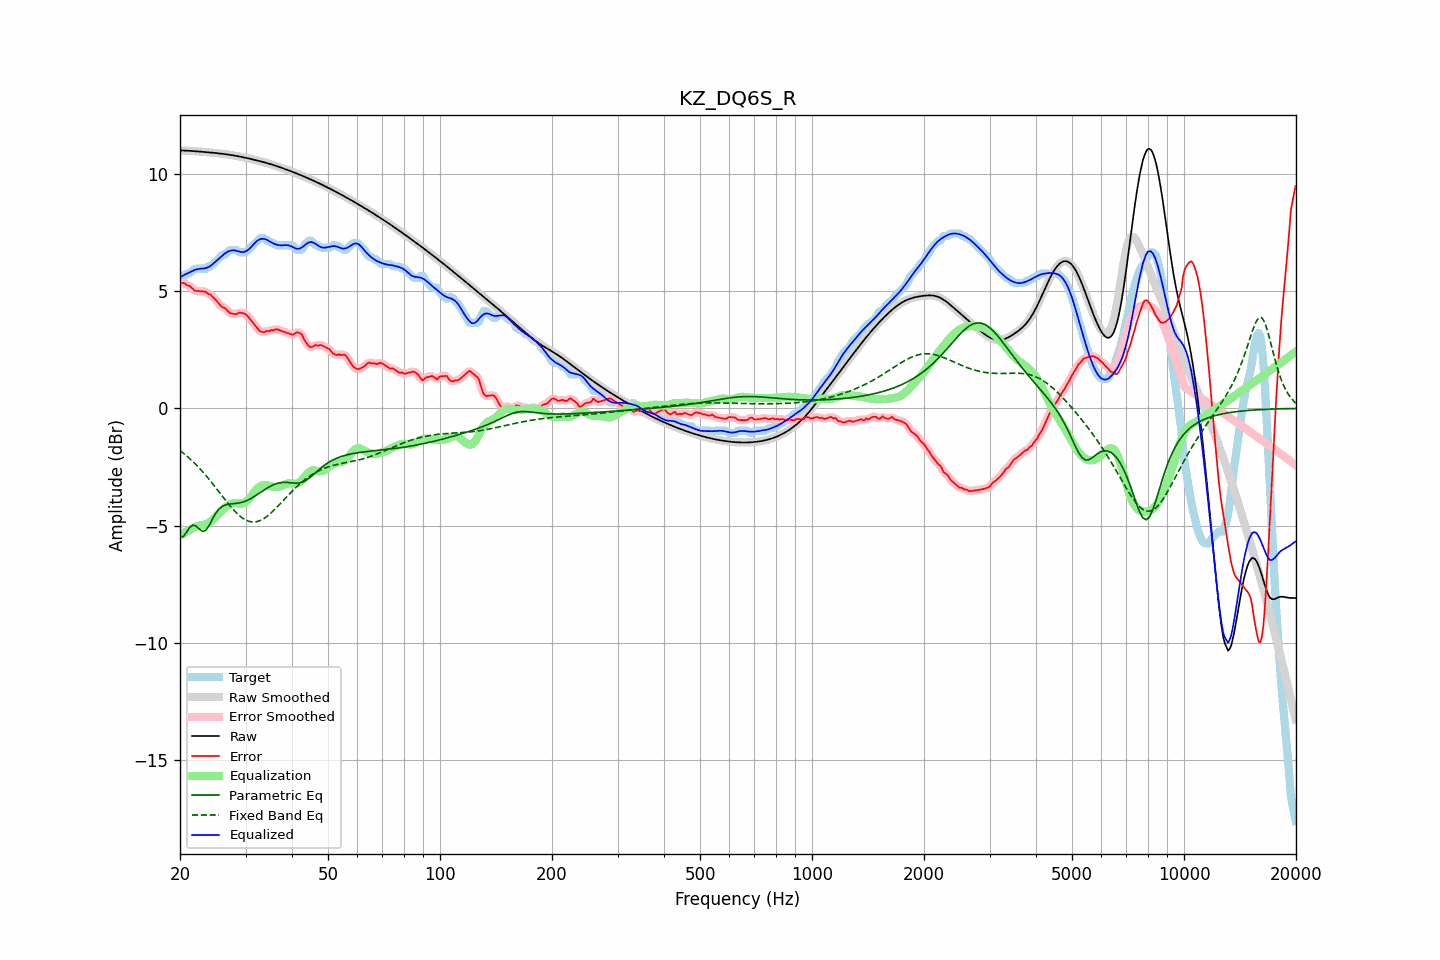 KZ_DQ6S_R
Amplitude (dBr)
10
5
0
−5
−10
−15
Target
Raw Smoothed
Error Smoothed
Raw
Error
Equalization
Parametric Eq
Fixed Band Eq
Equalized
20
50
100
200
500
1000
2000
5000
10000
20000
Frequency (Hz)